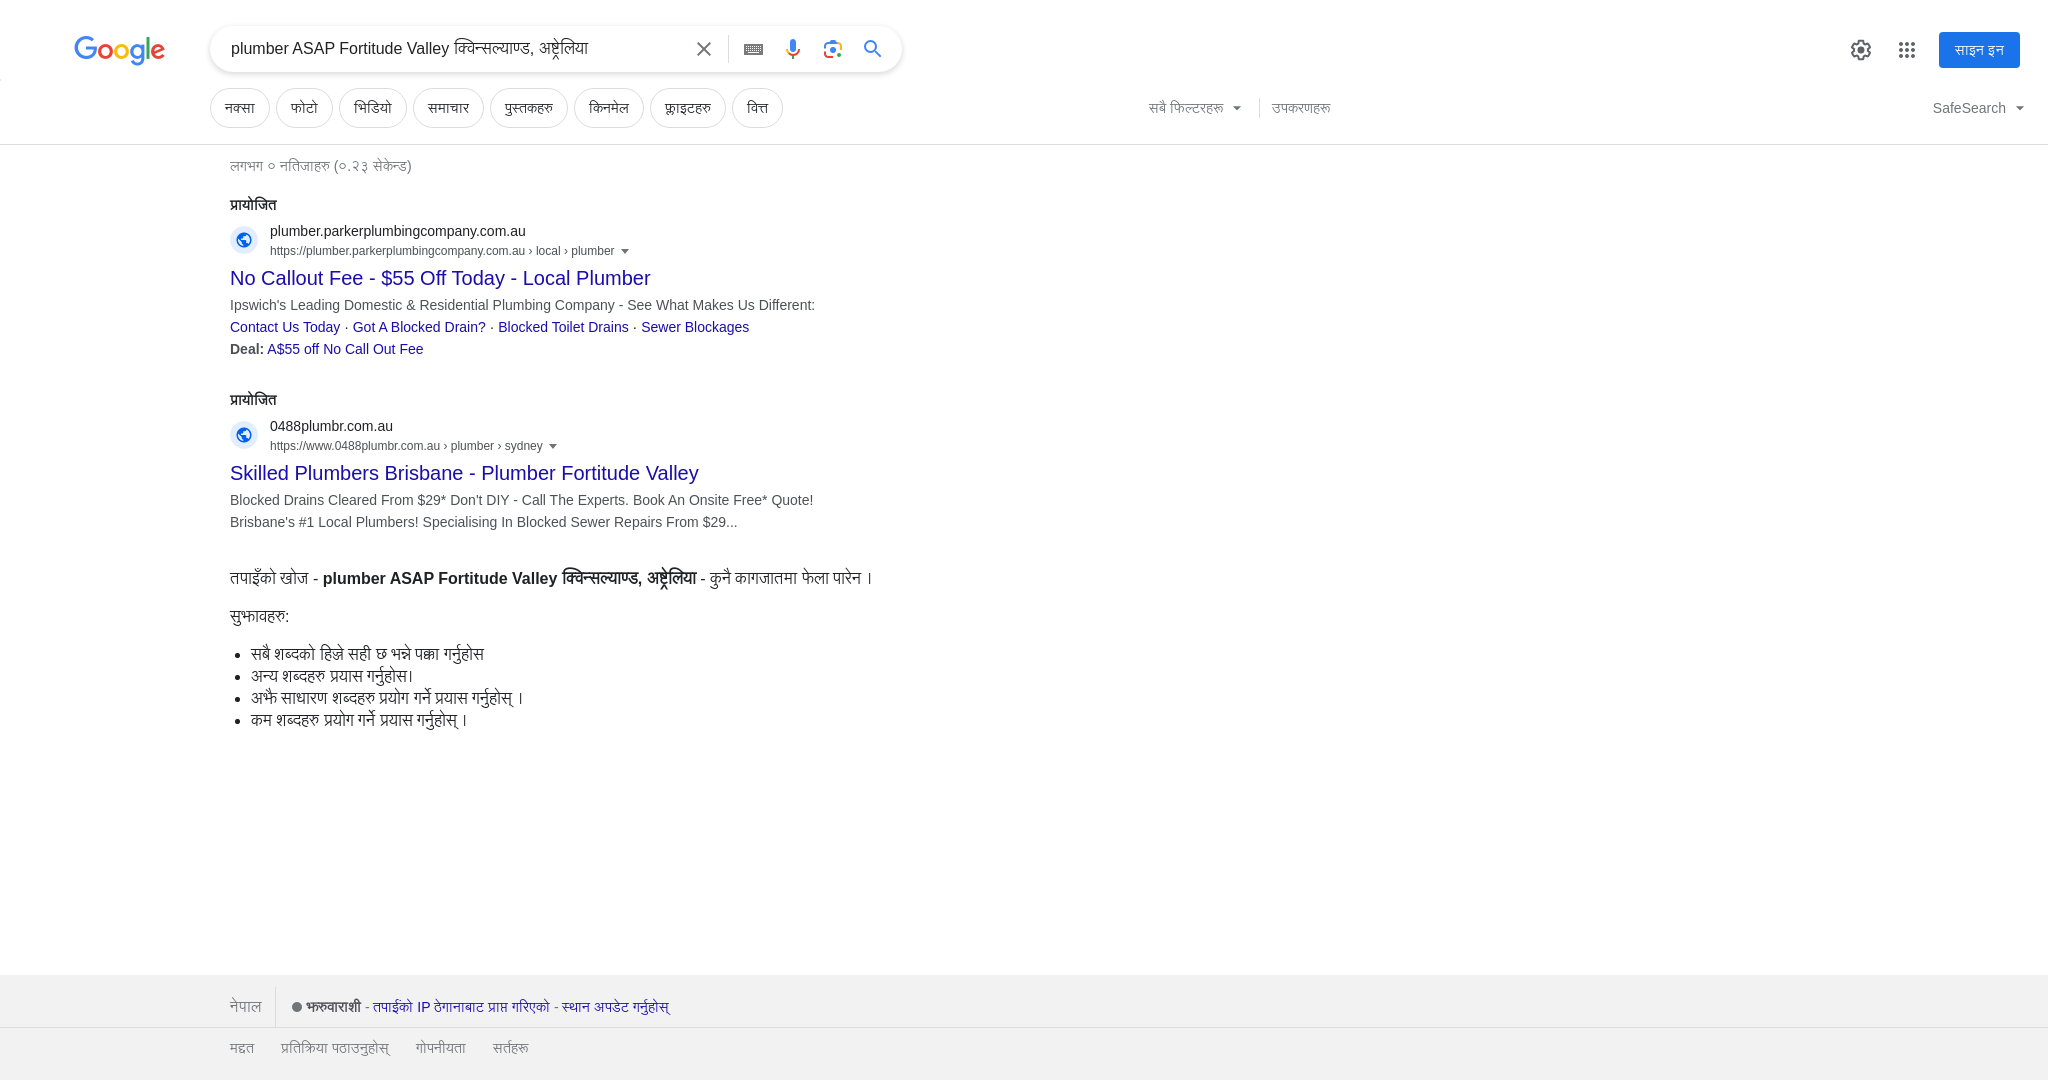 Google
plumber ASAP Fortitude Valley क्विन्सल्याण्ड, अष्ट्रेलिया
साइन इन
नक्सा
फोटो
भिडियो
समाचार
पुस्तकहरु
किनमेल
फ्लाइटहरु
वित्त
सबै फिल्टरहरू
उपकरणहरू
SafeSearch
लगभग ० नतिजाहरु (०.२३ सेकेन्ड)
प्रायोजित
plumber.parkerplumbingcompany.com.au
https://plumber.parkerplumbingcompany.com.au › local › plumber
No Callout Fee - $55 Off Today - Local Plumber
Ipswich's Leading Domestic & Residential Plumbing Company - See What Makes Us Different:
Contact Us Today · Got A Blocked Drain? · Blocked Toilet Drains · Sewer Blockages
Deal: A$55 off No Call Out Fee
प्रायोजित
0488plumbr.com.au
https://www.0488plumbr.com.au › plumber › sydney
Skilled Plumbers Brisbane - Plumber Fortitude Valley
Blocked Drains Cleared From $29* Don't DIY - Call The Experts. Book An Onsite Free* Quote!
Brisbane's #1 Local Plumbers! Specialising In Blocked Sewer Repairs From $29...
तपाइँको खोज - plumber ASAP Fortitude Valley क्विन्सल्याण्ड, अष्ट्रेलिया - कुनै कागजातमा फेला पारेन ।
सुझावहरु:
सबै शब्दको हिज्जे सही छ भन्ने पक्का गर्नुहोस
अन्य शब्दहरु प्रयास गर्नुहोस।
अझै साधारण शब्दहरु प्रयोग गर्ने प्रयास गर्नुहोस् ।
कम शब्दहरु प्रयोग गर्ने प्रयास गर्नुहोस् ।
नेपाल
झरुवाराशी - तपाईंको IP ठेगानाबाट प्राप्त गरिएको - स्थान अपडेट गर्नुहोस्
मद्दत
प्रतिक्रिया पठाउनुहोस्
गोपनीयता
सर्तहरू